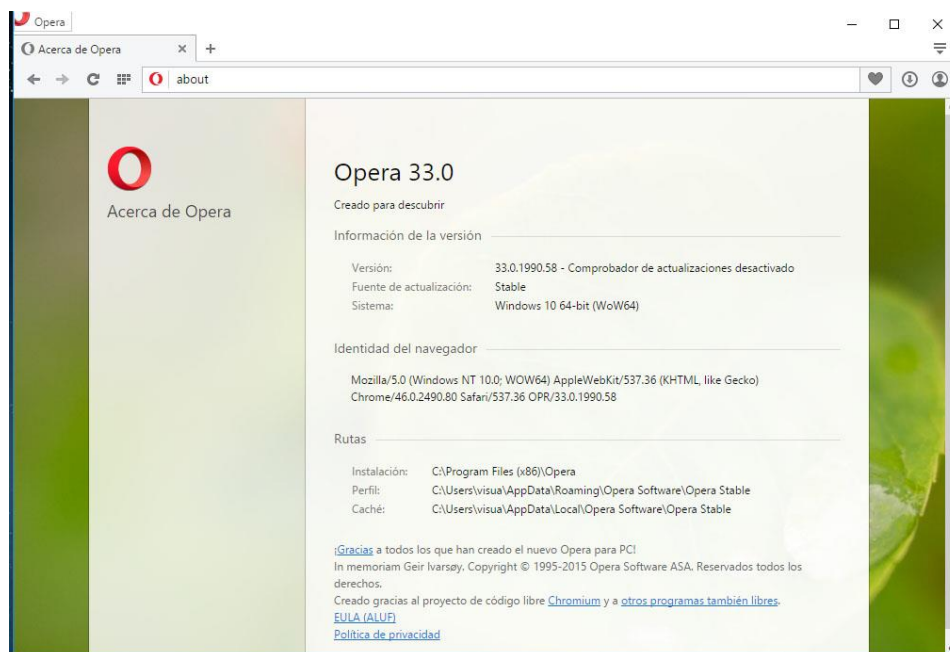 Opera
Acerca de Opera
about
Acerca de Opera
Opera 33.0
Creado para descubrir
Información de la versión
Versión: 33.0.1990.58 - Comprobador de actualizaciones desactivado
Fuente de actualización: Stable
Sistema: Windows 10 64-bit (WoW64)
Identidad del navegador
Mozilla/5.0 (Windows NT 10.0; WOW64) AppleWebKit/537.36 (KHTML, like Gecko)
Chrome/46.0.2490.80 Safari/537.36 OPR/33.0.1990.58
Rutas
Instalación: C:\Program Files (x86)\Opera
Perfil: C:\Users\visua\AppData\Roaming\Opera Software\Opera Stable
Caché: C:\Users\visua\AppData\Local\Opera Software\Opera Stable
¡Gracias a todos los que han creado el nuevo Opera para PC!
In memoriam Geir Ivarsøy. Copyright © 1995-2015 Opera Software ASA. Reservados todos los
derechos.
Creado gracias al proyecto de código libre Chromium y a otros programas también libres.
EULA (ALUF)
Política de privacidad